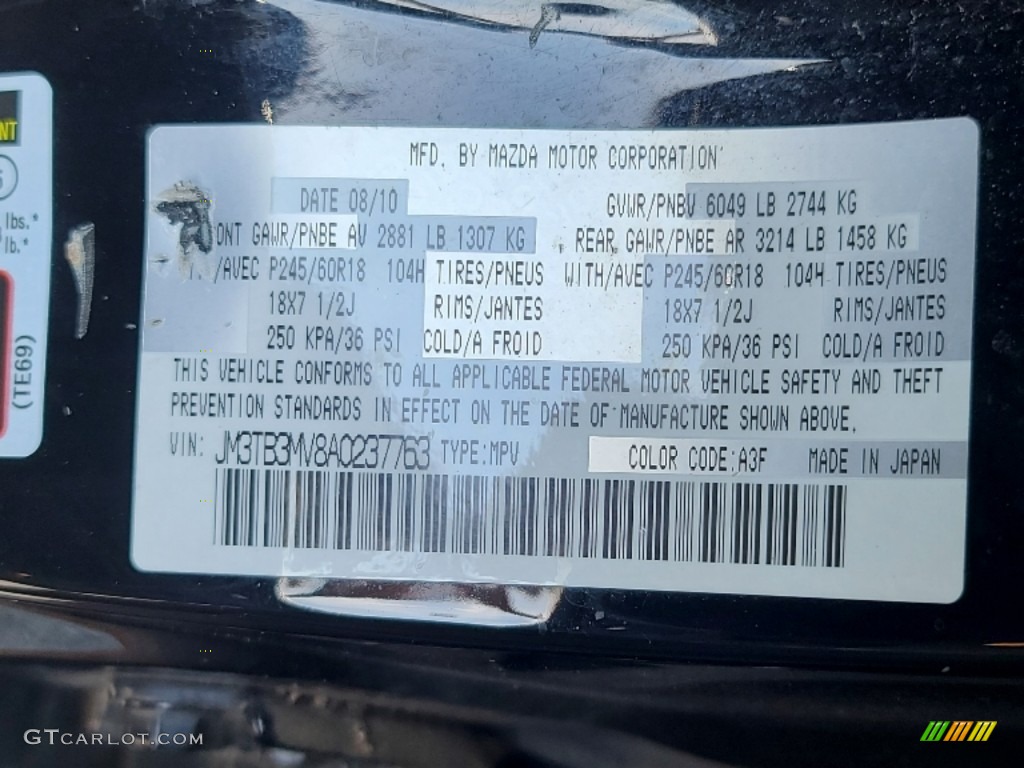 NT
lbs.*
lb.*
(TE69)
MFD. BY MAZDA MOTOR CORPORATION
DATE 08/10 GVWR/PNBV 6049 LB 2744 KG
ONT GAWR/PNBE AV 2881 LB 1307 KG REAR GAWR/PNBE AR 3214 LB 1458 KG
/AVEC P245/60R18 104H TIRES/PNEUS WITH/AVEC P245/60R18 104H TIRES/PNEUS
18X7 1/2J RIMS/JANTES 18X7 1/2J RIMS/JANTES
250 KPA/36 PSI COLD/A FROID 250 KPA/36 PSI COLD/A FROID
THIS VEHICLE CONFORMS TO ALL APPLICABLE FEDERAL MOTOR VEHICLE SAFETY AND THEFT
PREVENTION STANDARDS IN EFFECT ON THE DATE OF MANUFACTURE SHOWN ABOVE.
VIN: JM3TB3MV8A0237763 TYPE:MPV COLOR CODE:A3F MADE IN JAPAN
GTCARLOT.COM